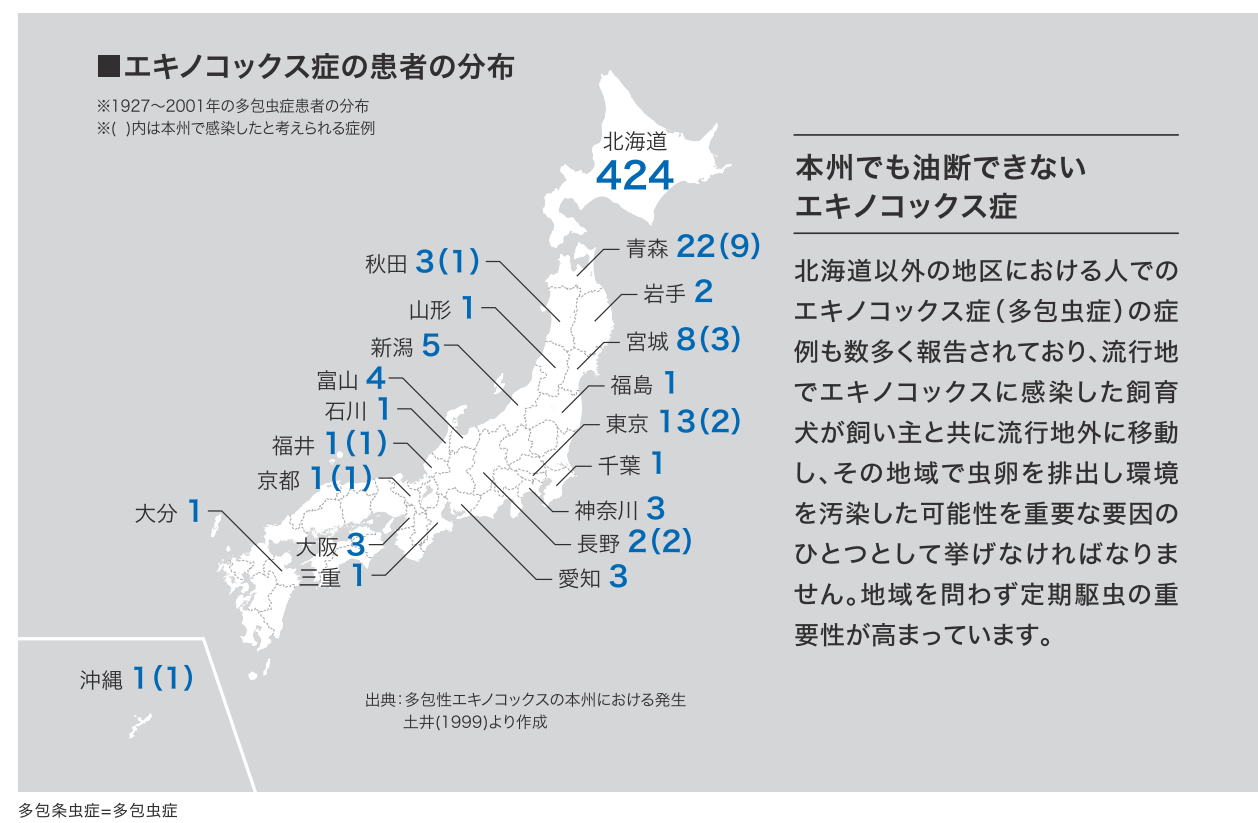 ■エキノコックス症の患者の分布
※1927〜2001年の多包虫症患者の分布
※( )内は本州で感染したと考えられる症例
北海道
424
青森 22(9)
秋田 3(1)
岩手 2
山形 1
宮城 8(3)
新潟 5
富山 4
福島 1
石川 1
東京 13(2)
福井 1(1)
千葉 1
京都 1(1)
大分 1
神奈川 3
大阪 3
長野 2(2)
三重 1
愛知 3
沖縄 1(1)
出典：多包性エキノコックスの本州における発生
土井(1999)より作成
本州でも油断できない
エキノコックス症
北海道以外の地区における人での
エキノコックス症（多包虫症）の症
例も数多く報告されており、流行地
でエキノコックスに感染した飼育
犬が飼い主と共に流行地外に移動
し、その地域で虫卵を排出し環境
を汚染した可能性を重要な要因の
ひとつとして挙げなければなりま
せん。地域を問わず定期駆虫の重
要性が高まっています。
多包条虫症=多包虫症